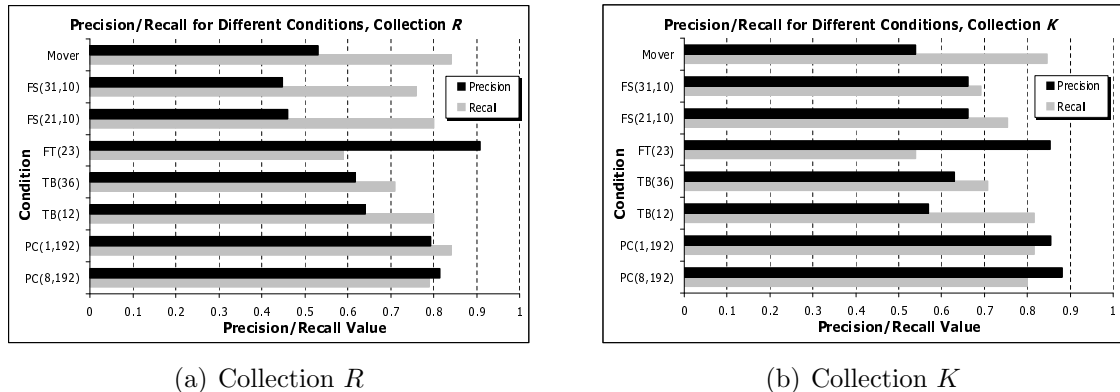 Precision/Recall for Different Conditions, Collection R
Condition
Mover
FS(31,10)
FS(21,10)
FT(23)
TB(36)
TB(12)
PC(1,192)
PC(8,192)
Precision
Recall
0 0.1 0.2 0.3 0.4 0.5 0.6 0.7 0.8 0.9 1
Precision/Recall Value
(a) Collection R
Precision/Recall for Different Conditions, Collection K
Condition
Mover
FS(31,10)
FS(21,10)
FT(23)
TB(36)
TB(12)
PC(1,192)
PC(8,192)
Precision
Recall
0 0.1 0.2 0.3 0.4 0.5 0.6 0.7 0.8 0.9 1
Precision/Recall Value
(b) Collection K